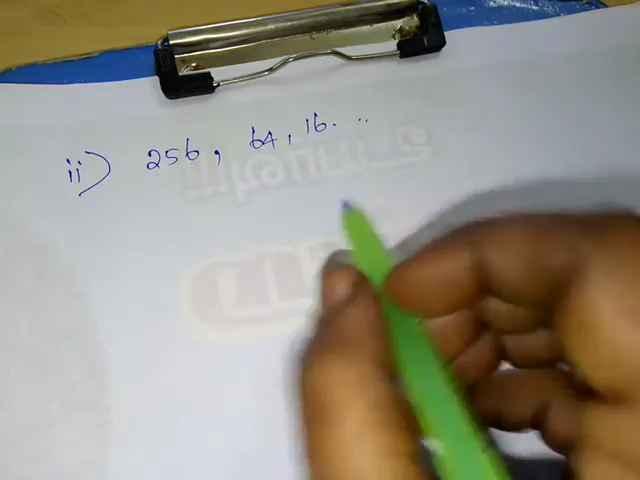 ii) 256, 64, 16. ..